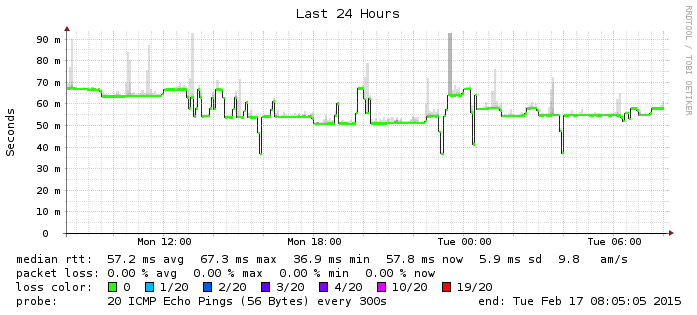 Last 24 Hours
RRDTOOL / TOBI OETIKER
Seconds
90 m
80 m
70 m
60 m
50 m
40 m
30 m
20 m
10 m
0
Mon 12:00 Mon 18:00 Tue 00:00 Tue 06:00
median rtt: 57.2 ms avg 67.3 ms max 36.9 ms min 57.8 ms now 5.9 ms sd 9.8 am/s
packet loss: 0.00 % avg 0.00 % max 0.00 % min 0.00 % now
loss color: 0 1/20 2/20 3/20 4/20 10/20 19/20
probe: 20 ICMP Echo Pings (56 Bytes) every 300s end: Tue Feb 17 08:05:05 2015